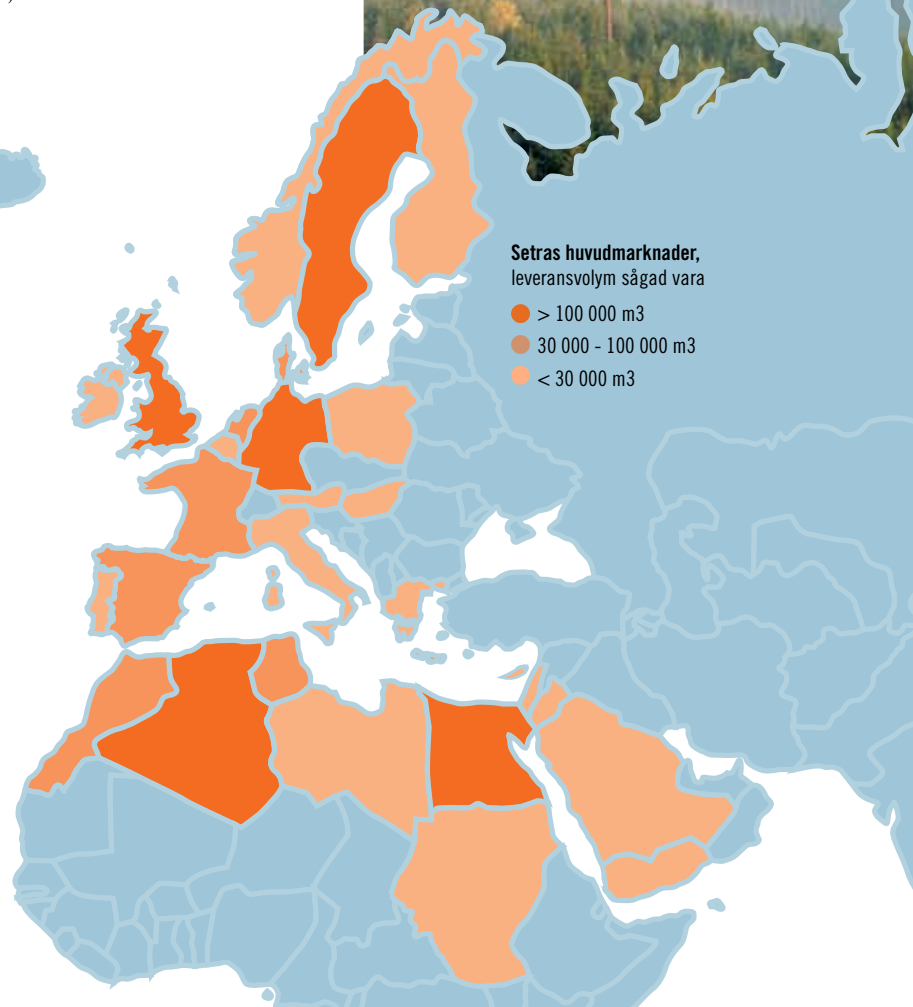 Setras huvudmarknader,
leveransvolym sågad vara
> 100 000 m3
30 000 - 100 000 m3
< 30 000 m3